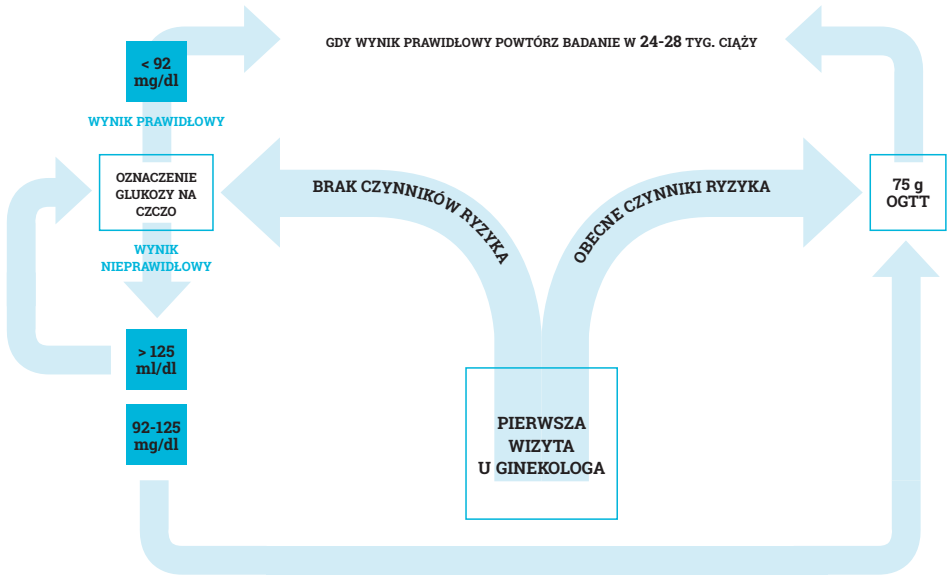 GDY WYNIK PRAWIDŁOWY POWTÓRZ BADANIE W 24-28 TYG. CIĄŻY
< 92
mg/dl
WYNIK PRAWIDŁOWY
OZNACZENIE
GLUKOZY NA
CZCZO
BRAK CZYNNIKÓW RYZYKA
OBECNE CZYNNIKI RYZYKA
75 g
OGTT
WYNIK
NIEPRAWIDŁOWY
> 125
ml/dl
92-125
mg/dl
PIERWSZA
WIZYTA
U GINEKOLOGA